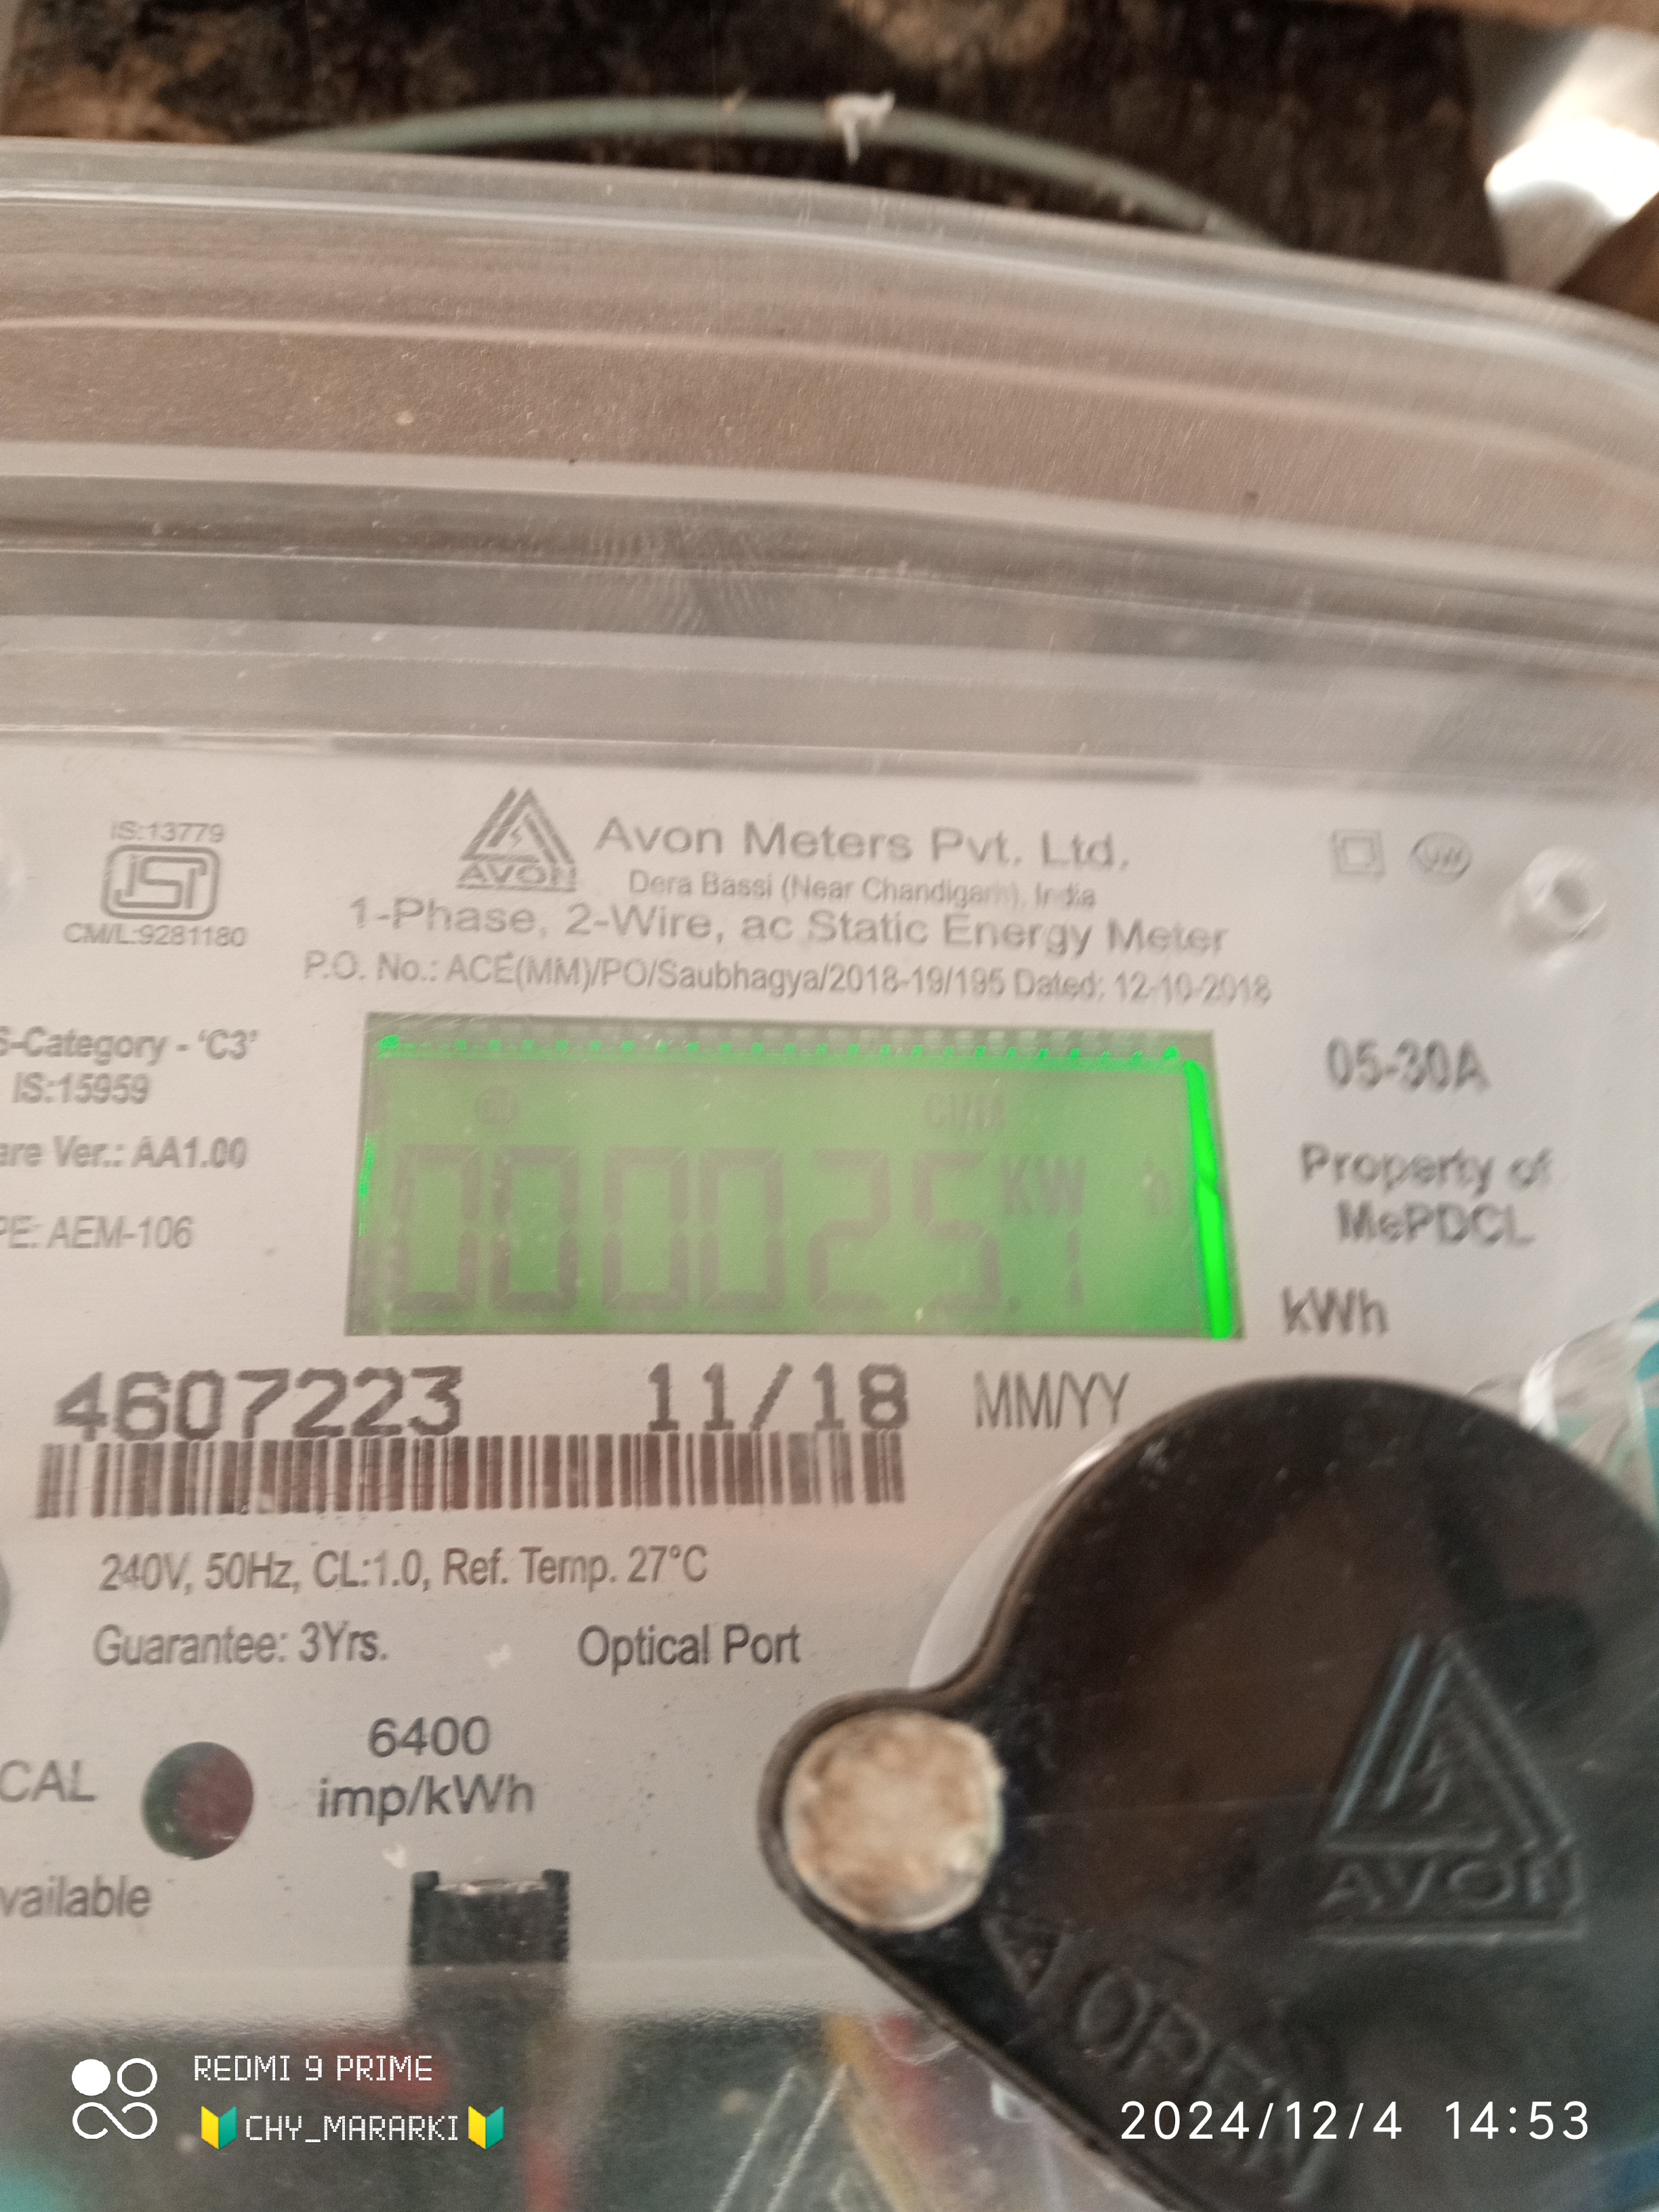 IS:13779
ISI
CM/L:9281180
AVON
Avon Meters Pvt. Ltd.
Dera Bassi (Near Chandigarh), India
1-Phase, 2-Wire, ac Static Energy Meter
P.O. No.: ACE(MM)/PO/Saubhagya/2018-19/195 Dated: 12-10-2018
S-Category - 'C3'
IS:15959
are Ver.: AA1.00
PE: AEM-106
CUM
000025.1 KW h
05-30A
Property of
MePDCL
kWh
4607223 11/18 MM/YY
240V, 50Hz, CL:1.0, Ref. Temp. 27°C
Guarantee: 3Yrs. Optical Port
CAL
6400
imp/kWh
vailable
AVON
OPEN
REDMI 9 PRIME
CHY_MARARKI
2024/12/4 14:53